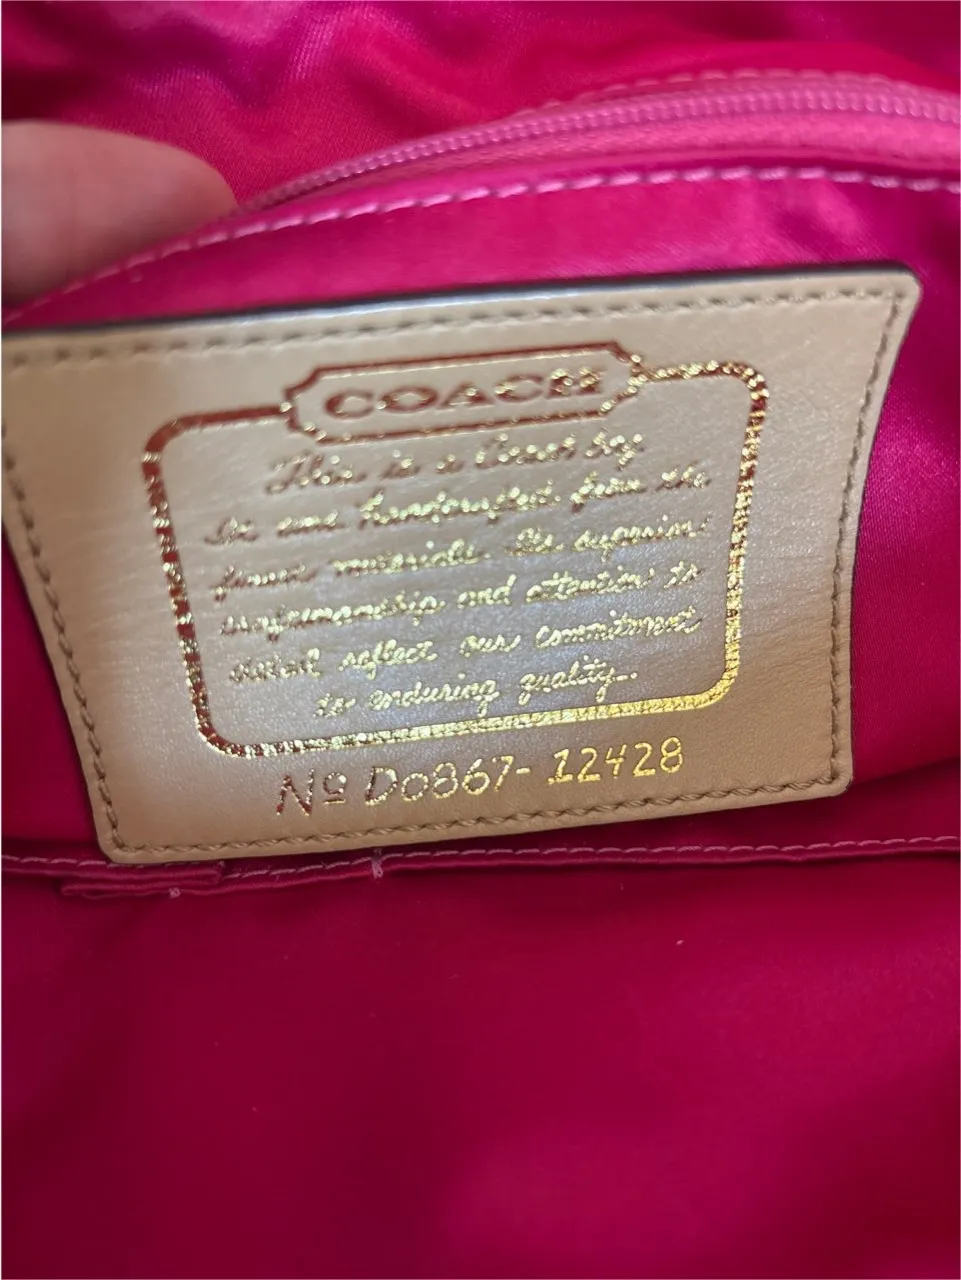 COACH
This is a Coach bag.
It was handcrafted from the
finest materials. Its superior
craftsmanship and attention to
detail reflect our commitment
to enduring quality.
Nº D0867-12428